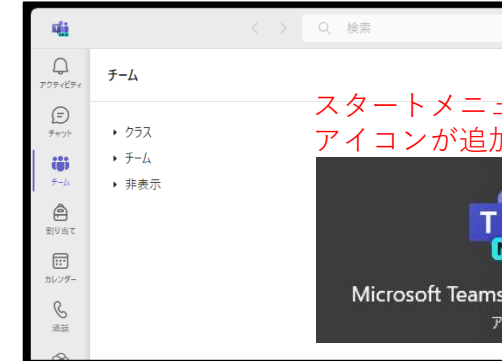 検索
アクティビティ
チーム
チャット
クラス
チーム
非表示
チーム
割り当て
カレンダー
通話
スタートメニュ
アイコンが追加
T
Microsoft Teams
ア